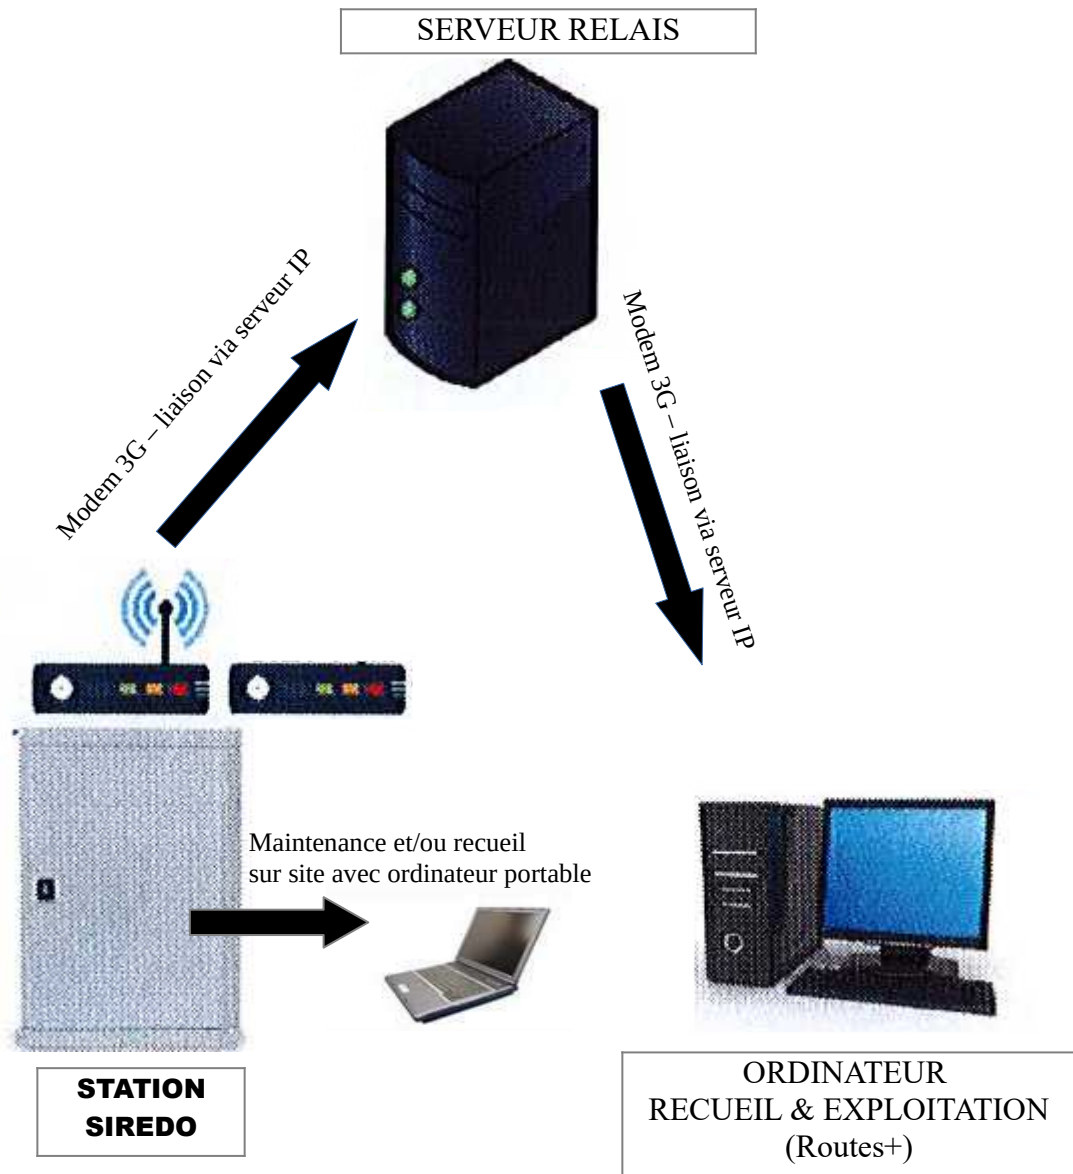 SERVEUR RELAIS
Modem 3G – liaison via serveur IP
Modem 3G – liaison via serveur IP
Maintenance et/ou recueil
sur site avec ordinateur portable
STATION
SIREDO
ORDINATEUR
RECUEIL & EXPLOITATION
(Routes+)